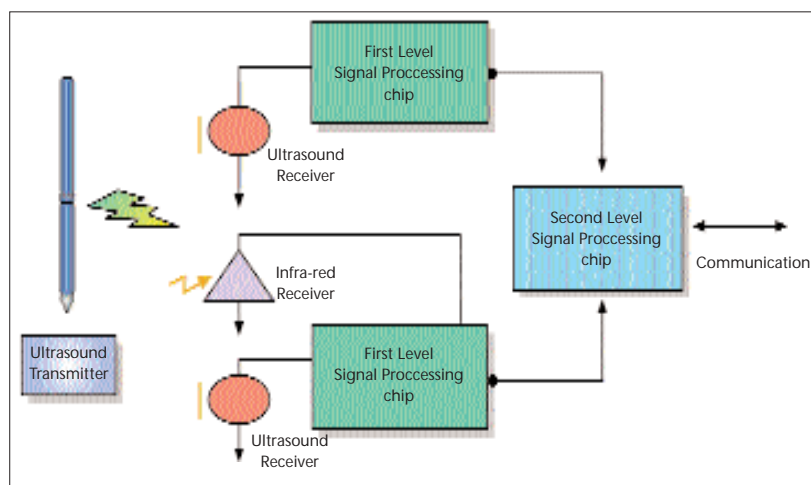 First Level
Signal Proccessing
chip
Ultrasound
Receiver
Second Level
Signal Proccessing
chip
Communication
Infra-red
Receiver
Ultrasound
Transmitter
First Level
Signal Proccessing
chip
Ultrasound
Receiver